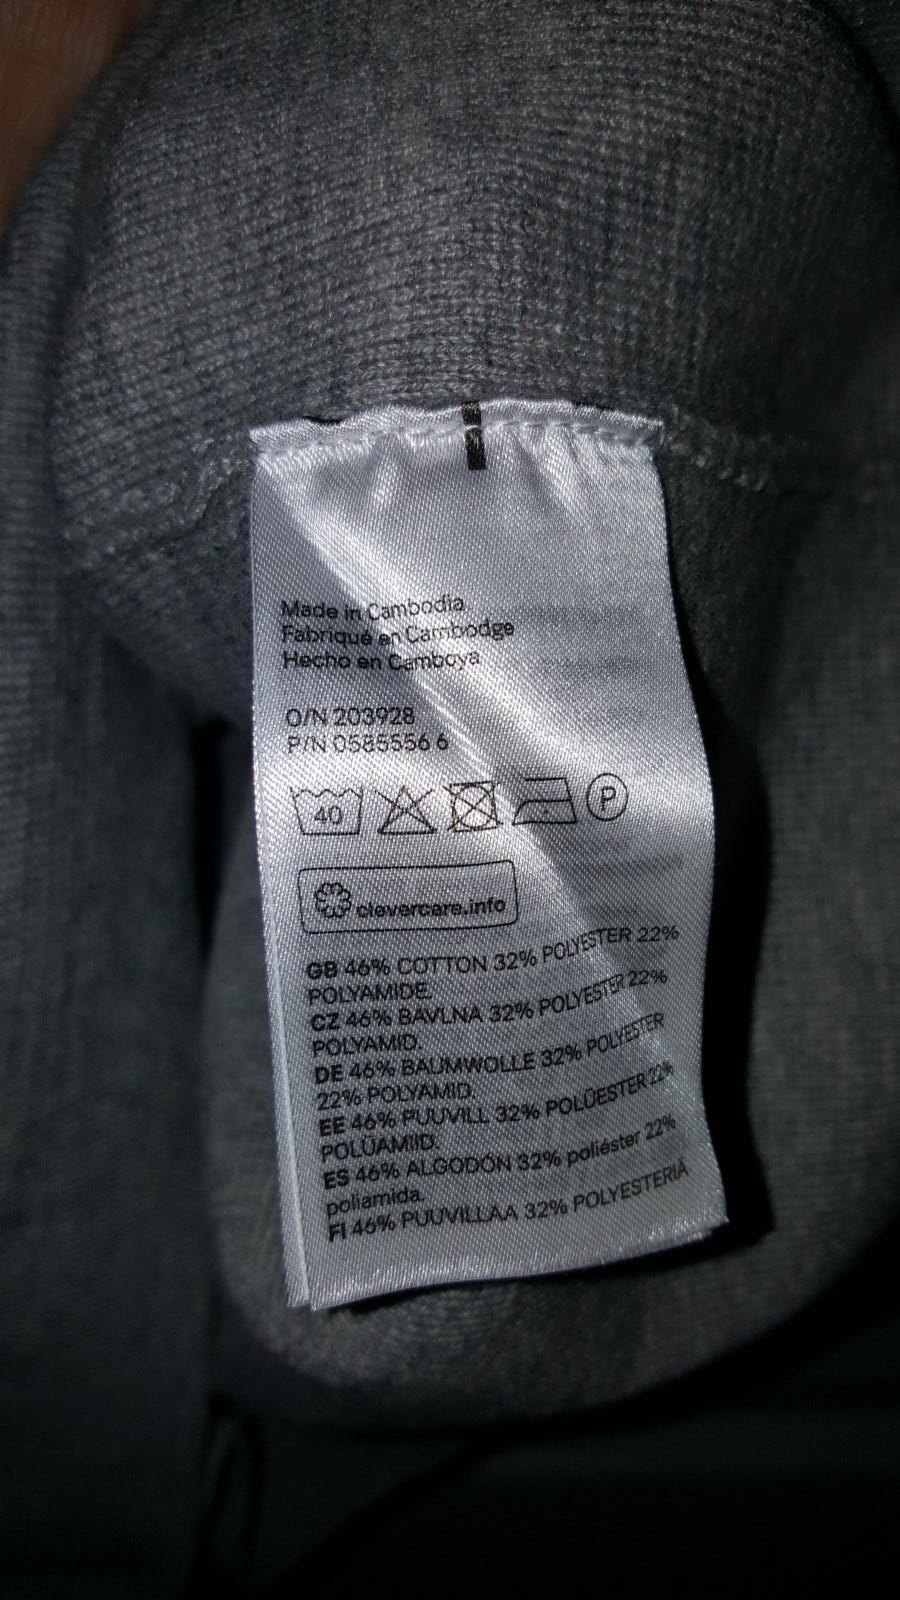 Made in Cambodia
Fabriqué en Cambodge
Hecho en Camboya
O/N 203928
P/N 0585556 6
40 P
clevercare.info
GB 46% COTTON 32% POLYESTER 22%
POLYAMIDE.
CZ 46% BAVLNA 32% POLYESTER 22%
POLYAMID.
DE 46% BAUMWOLLE 32% POLYESTER
22% POLYAMID.
EE 46% PUUVILL 32% POLÜESTER 22%
POLÜAMIID.
ES 46% ALGODÓN 32% poliéster 22%
poliamida.
FI 46% PUUVILLAA 32% POLYESTERIÄ